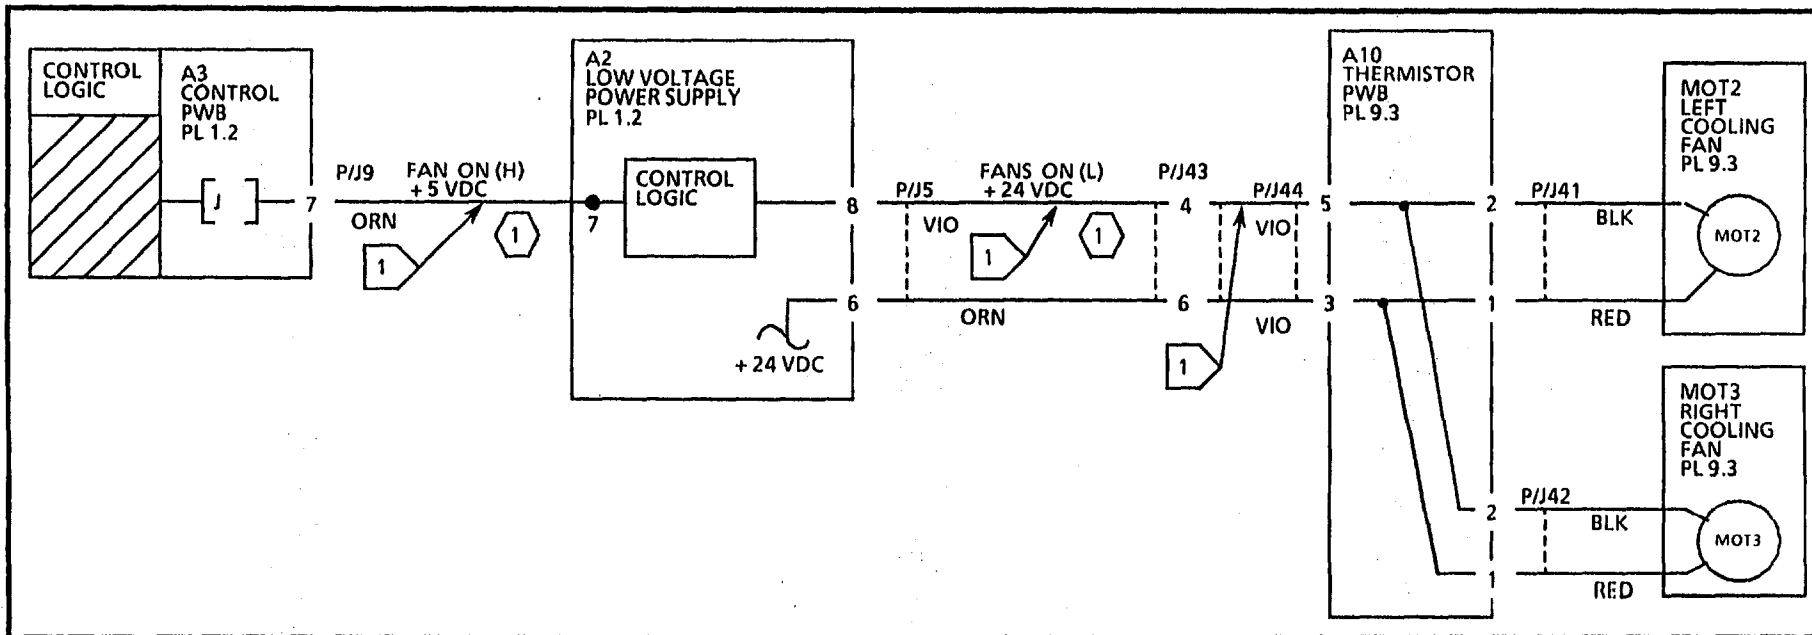 CONTROL
LOGIC
A3
CONTROL
PWB
PL 1.2
J
7
P/J9
ORN
FAN ON (H)
+ 5 VDC
1
1
A2
LOW VOLTAGE
POWER SUPPLY
PL 1.2
7
CONTROL
LOGIC
8
6
+ 24 VDC
P/J5
VIO
FANS ON (L)
+ 24 VDC
1
1
ORN
P/J43
4
6
P/J44
VIO
VIO
1
A10
THERMISTOR
PWB
PL 9.3
5
3
2
1
2
1
P/J41
BLK
RED
MOT2
LEFT
COOLING
FAN
PL 9.3
MOT2
P/J42
BLK
RED
MOT3
RIGHT
COOLING
FAN
PL 9.3
MOT3